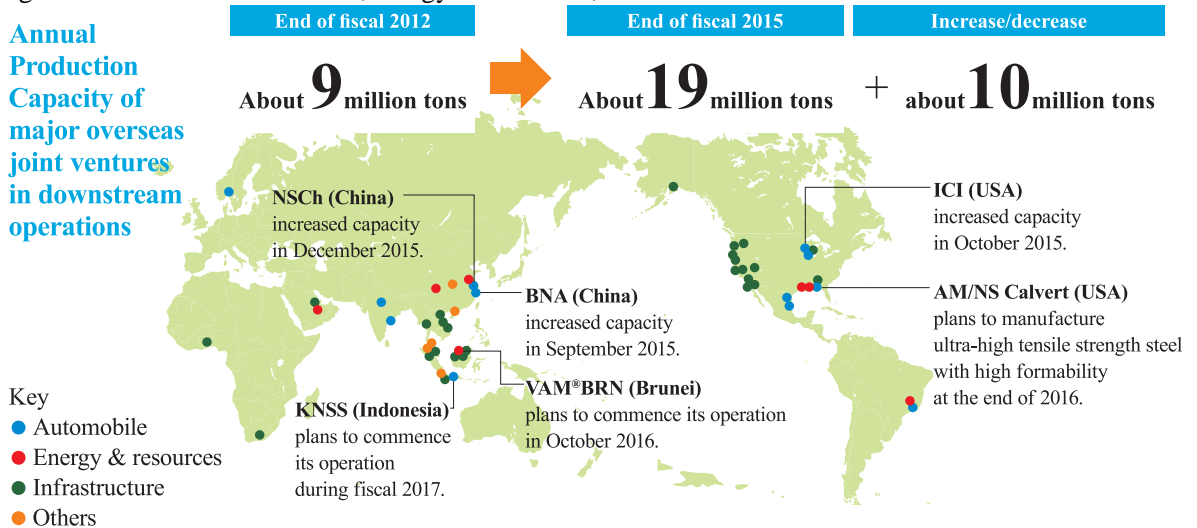 End of fiscal 2012
End of fiscal 2015
Increase/decrease
Annual
Production
Capacity of
major overseas
joint ventures
in downstream
operations
About 9 million tons
About 19 million tons
+ about 10 million tons
NSCh (China)
increased capacity
in December 2015.
BNA (China)
increased capacity
in September 2015.
VAM®BRN (Brunei)
plans to commence its operation
in October 2016.
KNSS (Indonesia)
plans to commence
its operation
during fiscal 2017.
ICI (USA)
increased capacity
in October 2015.
AM/NS Calvert (USA)
plans to manufacture
ultra-high tensile strength steel
with high formability
at the end of 2016.
Key
Automobile
Energy & resources
Infrastructure
Others